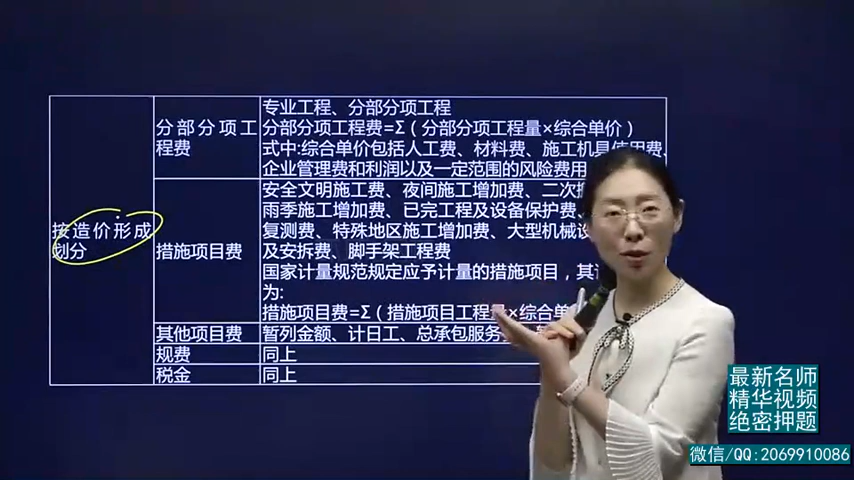 按造价形成
划分
分部分项工
程费
专业工程、分部分项工程
分部分项工程费=Σ（分部分项工程量×综合单价）
式中:综合单价包括人工费、材料费、施工机具使用费、
企业管理费和利润以及一定范围的风险费用
措施项目费
安全文明施工费、夜间施工增加费、二次
雨季施工增加费、已完工程及设备保护费、
复测费、特殊地区施工增加费、大型机械设
及安拆费、脚手架工程费
国家计量规范规定应予计量的措施项目，其
为:
措施项目费=Σ（措施项目工程量×综合单
其他项目费
暂列金额、计日工、总承包服务
规费
同上
税金
同上
最新名师
精华视频
绝密押题
微信/QQ:2069910086